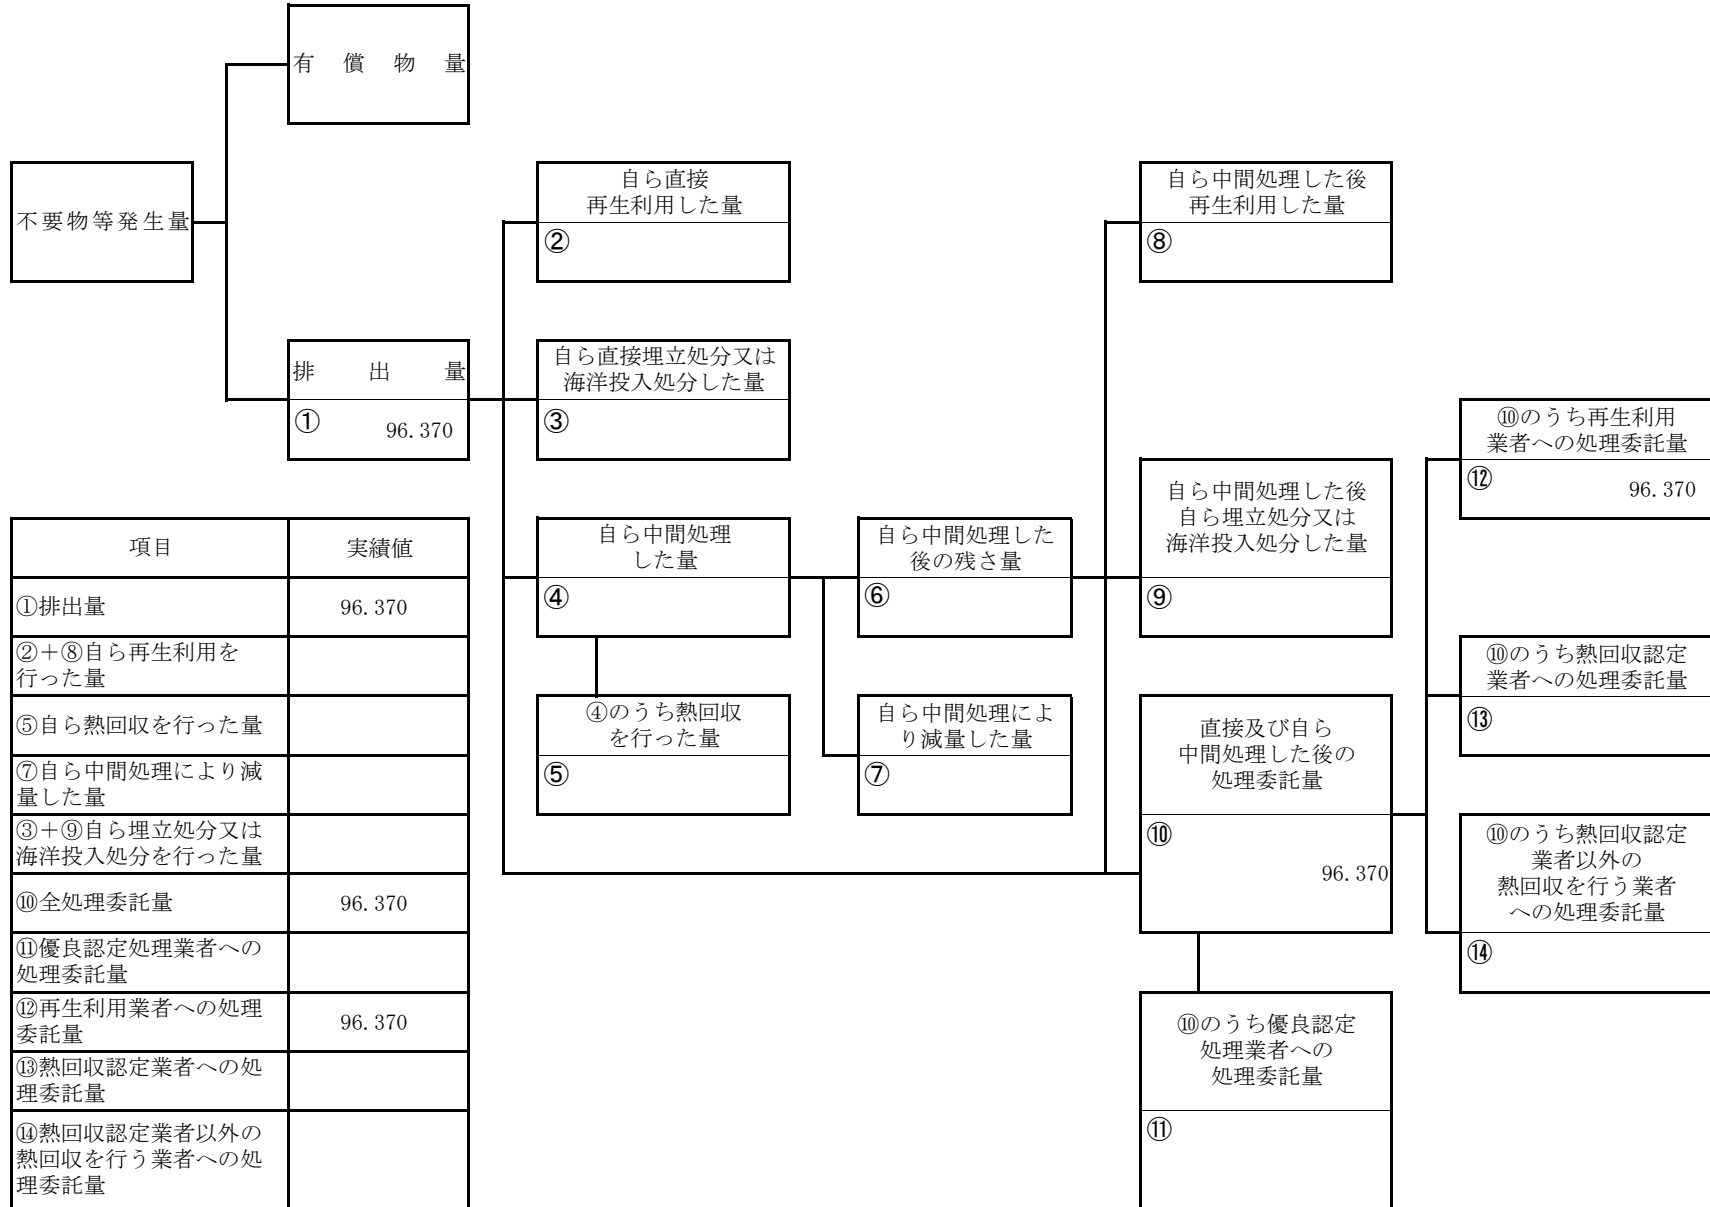 有償物量
不要物等発生量
自ら直接
再生利用した量
②
自ら中間処理した後
再生利用した量
⑧
排出量
① 96.370
自ら直接埋立処分又は
海洋投入処分した量
③
⑩のうち再生利用
業者への処理委託量
⑫ 96.370
自ら中間処理
した量
④
自ら中間処理した
後の残さ量
⑥
自ら中間処理した後
自ら埋立処分又は
海洋投入処分した量
⑨
⑩のうち熱回収認定
業者への処理委託量
⑬
④のうち熱回収
を行った量
⑤
自ら中間処理によ
り減量した量
⑦
直接及び自ら
中間処理した後の
処理委託量
⑩
96.370
⑩のうち熱回収認定
業者以外の
熱回収を行う業者
への処理委託量
⑭
⑩のうち優良認定
処理業者への
処理委託量
⑪
項目 実績値
①排出量 96.370
②+⑧自ら再生利用を
行った量
⑤自ら熱回収を行った量
⑦自ら中間処理により減
量した量
③+⑨自ら埋立処分又は
海洋投入処分を行った量
⑩全処理委託量 96.370
⑪優良認定処理業者への
処理委託量
⑫再生利用業者への処理
委託量 96.370
⑬熱回収認定業者への処
理委託量
⑭熱回収認定業者以外の
熱回収を行う業者への処
理委託量